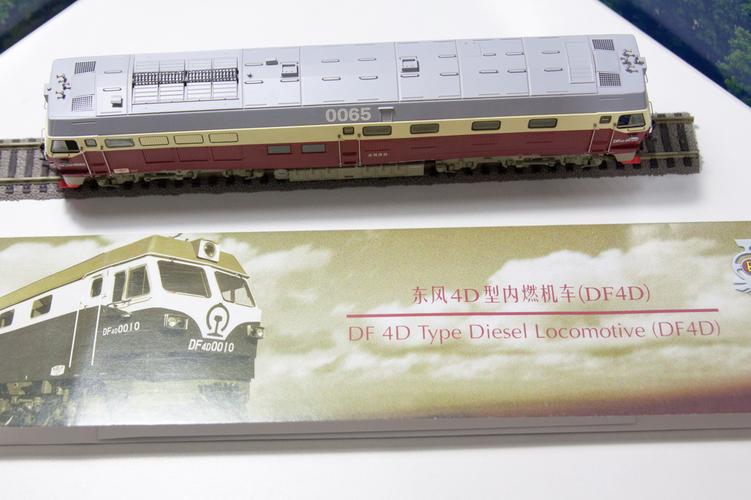 0065
东风4D型内燃机车(DF4D)
DF 4D Type Diesel Locomotive (DF4D)
DF4D0010
DF4D0010